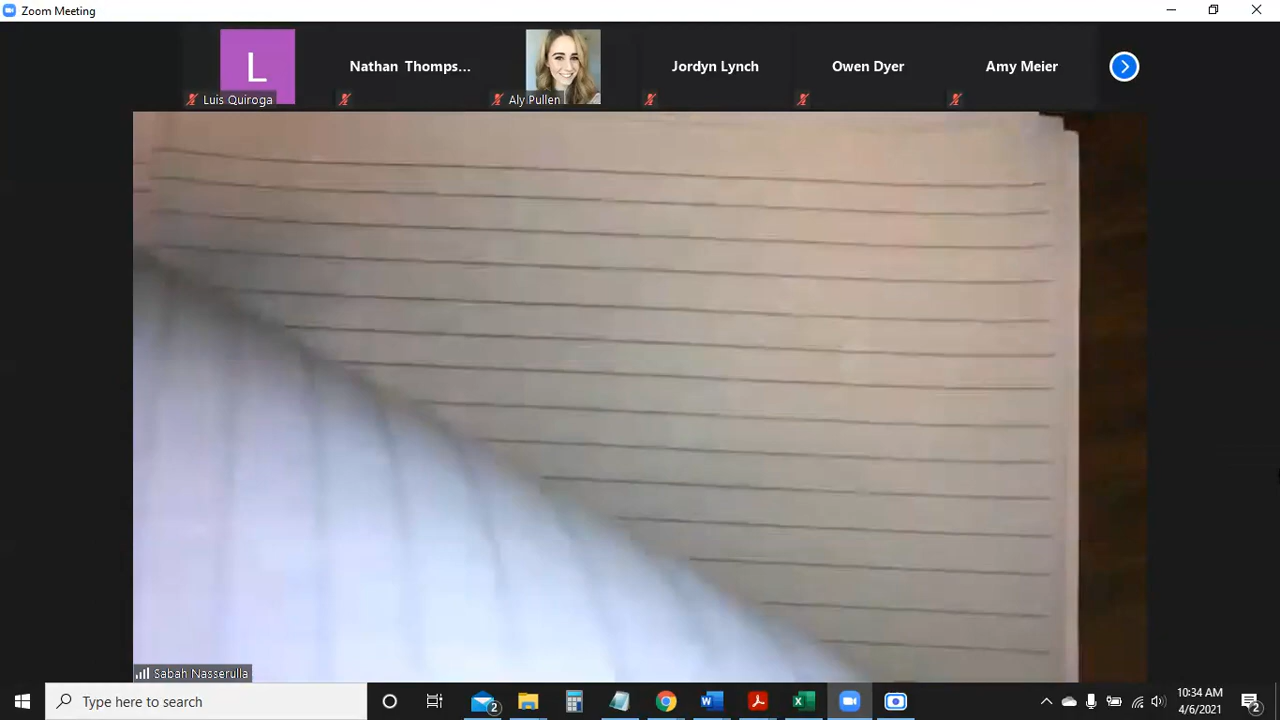 Zoom Meeting
L
Luis Quiroga
Nathan Thomps...
Aly Pullen
Jordyn Lynch
Owen Dyer
Amy Meier
Sabah Nasserulla
Type here to search
2
10:34 AM
4/6/2021
2